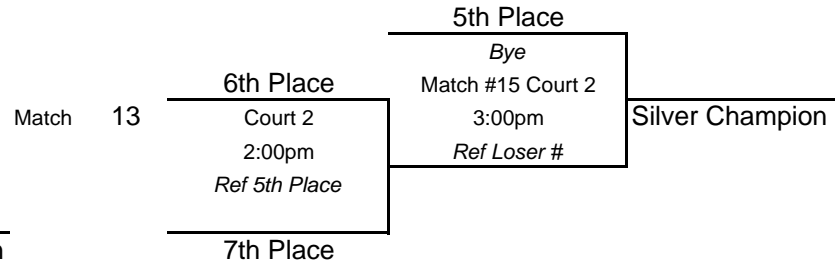 5th Place
Bye
6th Place
Match #15 Court 2
Match 13 Court 2 3:00pm Silver Champion
2:00pm Ref Loser #
Ref 5th Place
7th Place